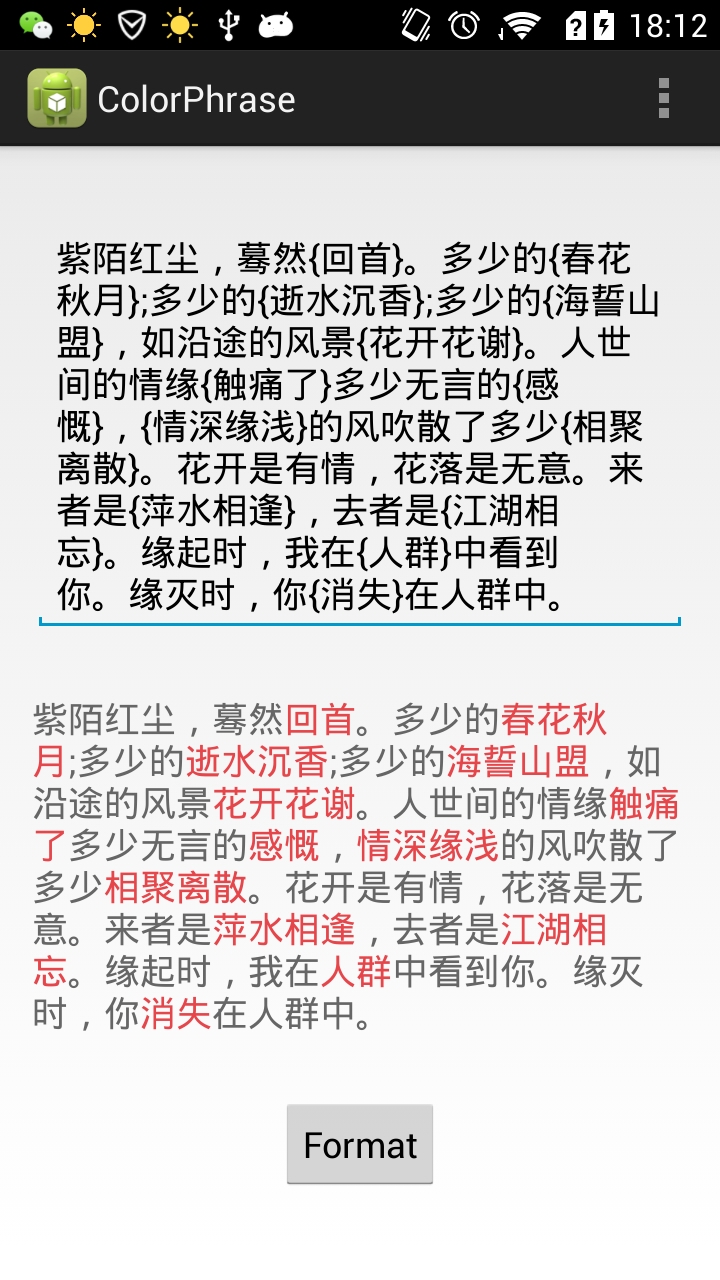 18:12
ColorPhrase
紫陌红尘，蓦然{回首}。多少的{春花
秋月};多少的{逝水沉香};多少的{海誓山
盟}，如沿途的风景{花开花谢}。人世
间的情缘{触痛了}多少无言的{感
慨}，{情深缘浅}的风吹散了多少{相聚
离散}。花开是有情，花落是无意。来
者是{萍水相逢}，去者是{江湖相
忘}。缘起时，我在{人群}中看到
你。缘灭时，你{消失}在人群中。
紫陌红尘，蓦然回首。多少的春花秋
月;多少的逝水沉香;多少的海誓山盟，如
沿途的风景花开花谢。人世间的情缘触痛
了多少无言的感慨，情深缘浅的风吹散了
多少相聚离散。花开是有情，花落是无
意。来者是萍水相逢，去者是江湖相
忘。缘起时，我在人群中看到你。缘灭
时，你消失在人群中。
Format